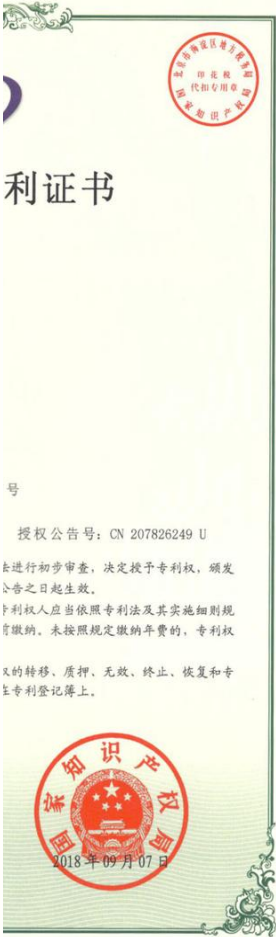 北京市海淀区地方税务局
印花税
代扣专用章
国家知识产权局
利证书
号
授权公告号：CN 207826249 U
法进行初步审查，决定授予专利权，颁发
公告之日起生效。
专利权人应当依照专利法及其实施细则规
前缴纳。未按照规定缴纳年费的，专利权
权的转移、质押、无效、终止、恢复和专
在专利登记簿上。
国家知识产权局
2018年09月07日